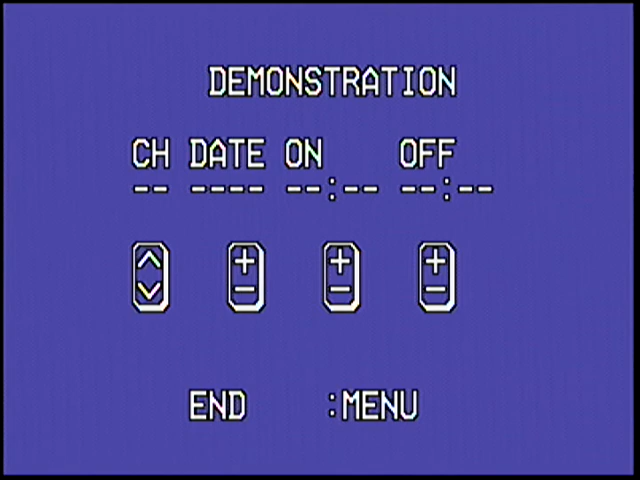 DEMONSTRATION
CH DATE ON OFF
-- ---- --:-- --:--
+ + +
- - -
END :MENU